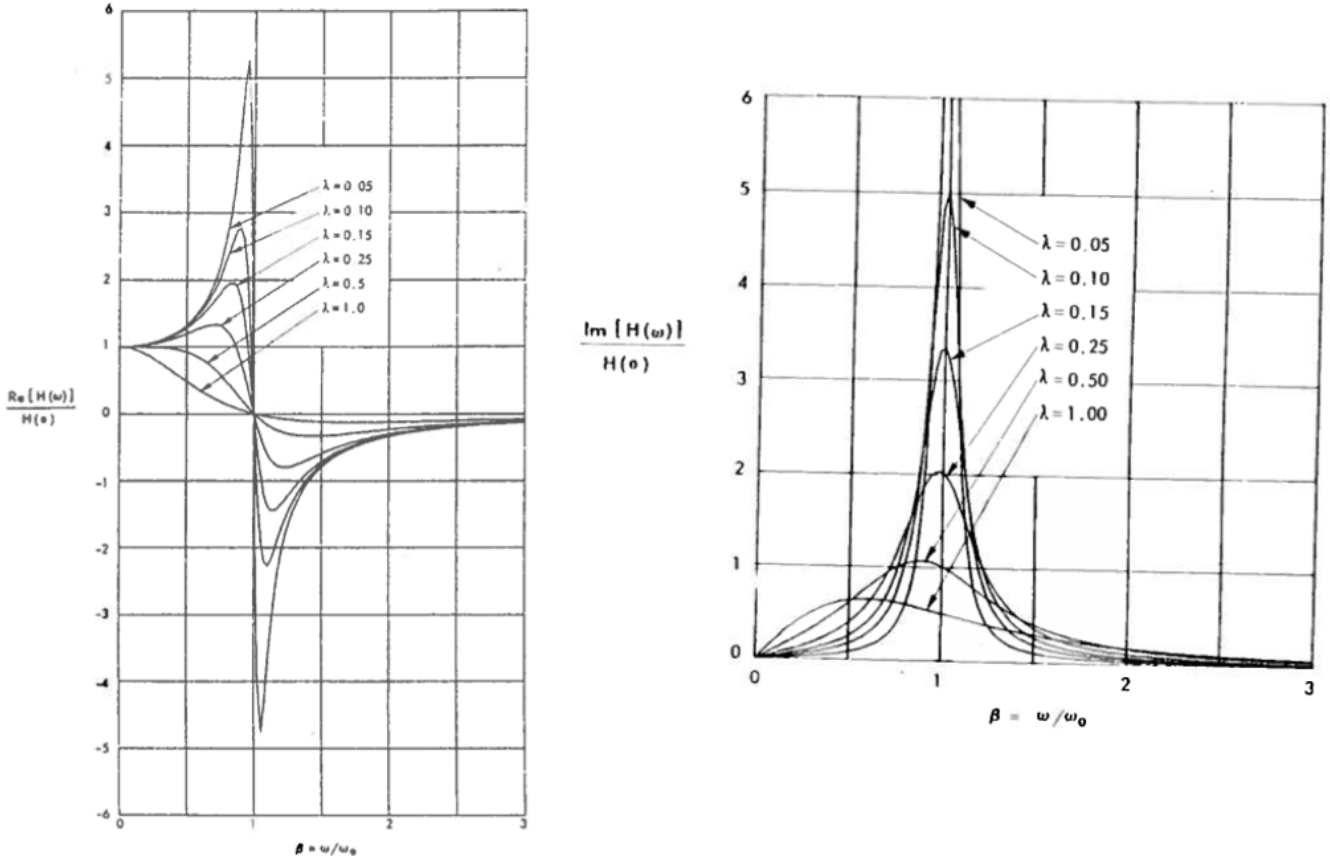 6
5
4
3
2
1
0
-1
-2
-3
-4
-5
-6
λ = 0 05
λ = 0 10
λ = 0.15
λ = 0.25
λ = 0.5
λ = 1.0
Re [H(ω)]
H(o)
0
1
2
3
β = ω/ω₀
Im [H(ω)]
H(o)
6
5
4
3
2
1
0
λ = 0.05
λ = 0.10
λ = 0.15
λ = 0.25
λ = 0.50
λ = 1.00
0
1
2
3
β = ω/ω₀